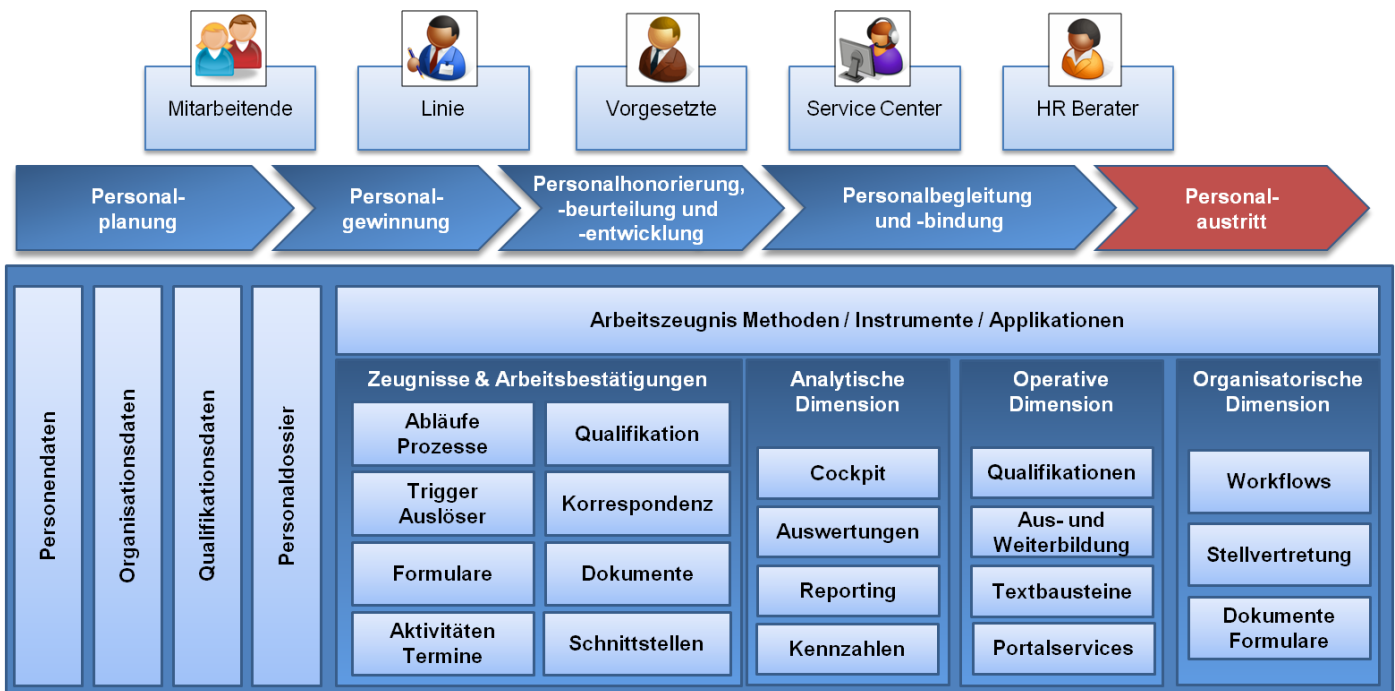 Mitarbeitende
Linie
Vorgesetzte
Service Center
HR Berater
Personal-
planung
Personal-
gewinnung
Personalhonorierung,
-beurteilung und
-entwicklung
Personalbegleitung
und -bindung
Personal-
austritt
Personendaten
Organisationsdaten
Qualifikationsdaten
Personaldossier
Arbeitszeugnis Methoden / Instrumente / Applikationen
Zeugnisse & Arbeitsbestätigungen
Abläufe
Prozesse
Qualifikation
Trigger
Auslöser
Korrespondenz
Formulare
Dokumente
Aktivitäten
Termine
Schnittstellen
Analytische
Dimension
Cockpit
Auswertungen
Reporting
Kennzahlen
Operative
Dimension
Qualifikationen
Aus- und
Weiterbildung
Textbausteine
Portalservices
Organisatorische
Dimension
Workflows
Stellvertretung
Dokumente
Formulare